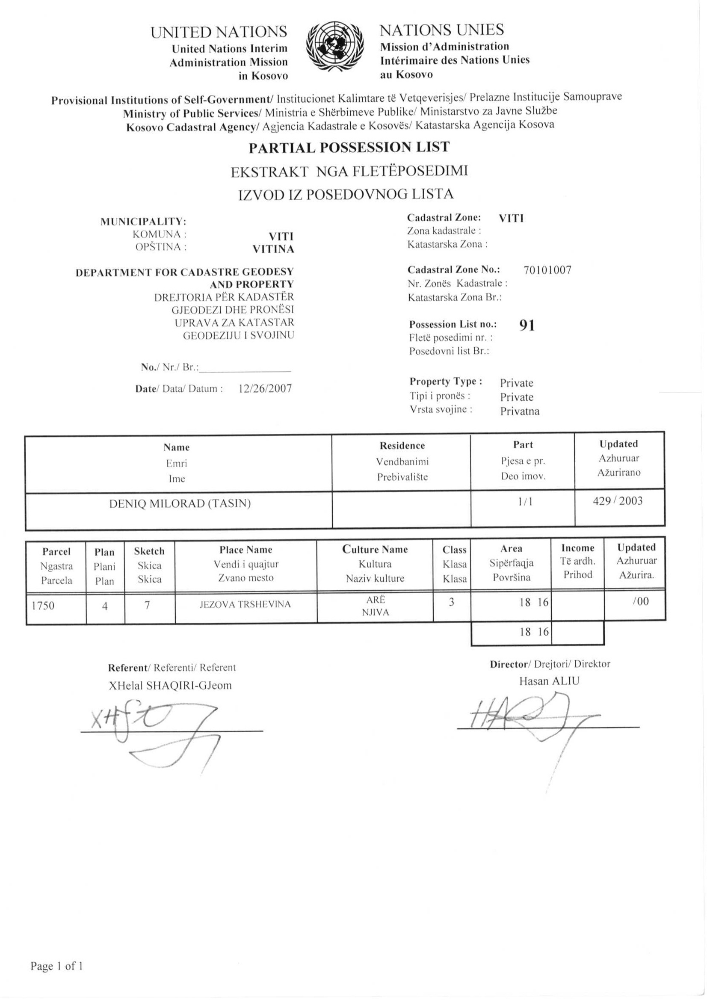 UNITED NATIONS
United Nations Interim
Administration Mission
in Kosovo
NATIONS UNIES
Mission d'Administration
Intérimaire des Nations Unies
au Kosovo
Provisional Institutions of Self-Government/ Institucionet Kalimtare të Vetqeverisjes/ Prelazne Institucije Samouprave
Ministry of Public Services/ Ministria e Shërbimeve Publike/ Ministarstvo za Javne Službe
Kosovo Cadastral Agency/ Agjencia Kadastrale e Kosovës/ Katastarska Agencija Kosova
PARTIAL POSSESSION LIST
EKSTRAKT NGA FLETËPOSEDIMI
IZVOD IZ POSEDOVNOG LISTA
MUNICIPALITY:
KOMUNA : VITI
OPŠTINA : VITINA
DEPARTMENT FOR CADASTRE GEODESY
AND PROPERTY
DREJTORIA PËR KADASTËR
GJEODEZI DHE PRONËSI
UPRAVA ZA KATASTAR
GEODEZIJU I SVOJINU
No./ Nr./ Br.:
Date/ Data/ Datum : 12/26/2007
Cadastral Zone: VITI
Zona kadastrale :
Katastarska Zona :
Cadastral Zone No.: 70101007
Nr. Zonës Kadastrale :
Katastarska Zona Br.:
Possession List no.: 91
Fletë posedimi nr. :
Posedovni list Br.:
Property Type : Private
Tipi i pronës : Private
Vrsta svojine : Privatna
Name Residence Part Updated
Emri Vendbanimi Pjesa e pr. Azhuruar
Ime Prebivalište Deo imov. Ažurirano
DENIQ MILORAD (TASIN) 1/1 429 / 2003
Parcel Plan Sketch Place Name Culture Name Class Area Income Updated
Ngastra Plani Skica Vendi i quajtur Kultura Klasa Sipërfaqja Të ardh. Azhuruar
Parcela Plan Skica Zvano mesto Naziv kulture Klasa Površina Prihod Ažurira.
1750 4 7 JEZOVA TRSHEVINA ARË 3 18 16 /00
NJIVA
18 16
Referent/ Referenti/ Referent
XHelal SHAQIRI-GJeom
Director/ Drejtori/ Direktor
Hasan ALIU
Page 1 of 1